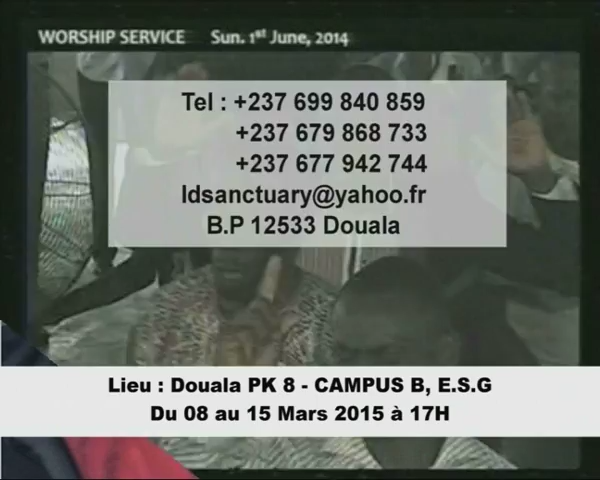 WORSHIP SERVICE Sun. 1st June, 2014
Tel : +237 699 840 859
+237 679 868 733
+237 677 942 744
ldsanctuary@yahoo.fr
B.P 12533 Douala
Lieu : Douala PK 8 - CAMPUS B, E.S.G
Du 08 au 15 Mars 2015 à 17H